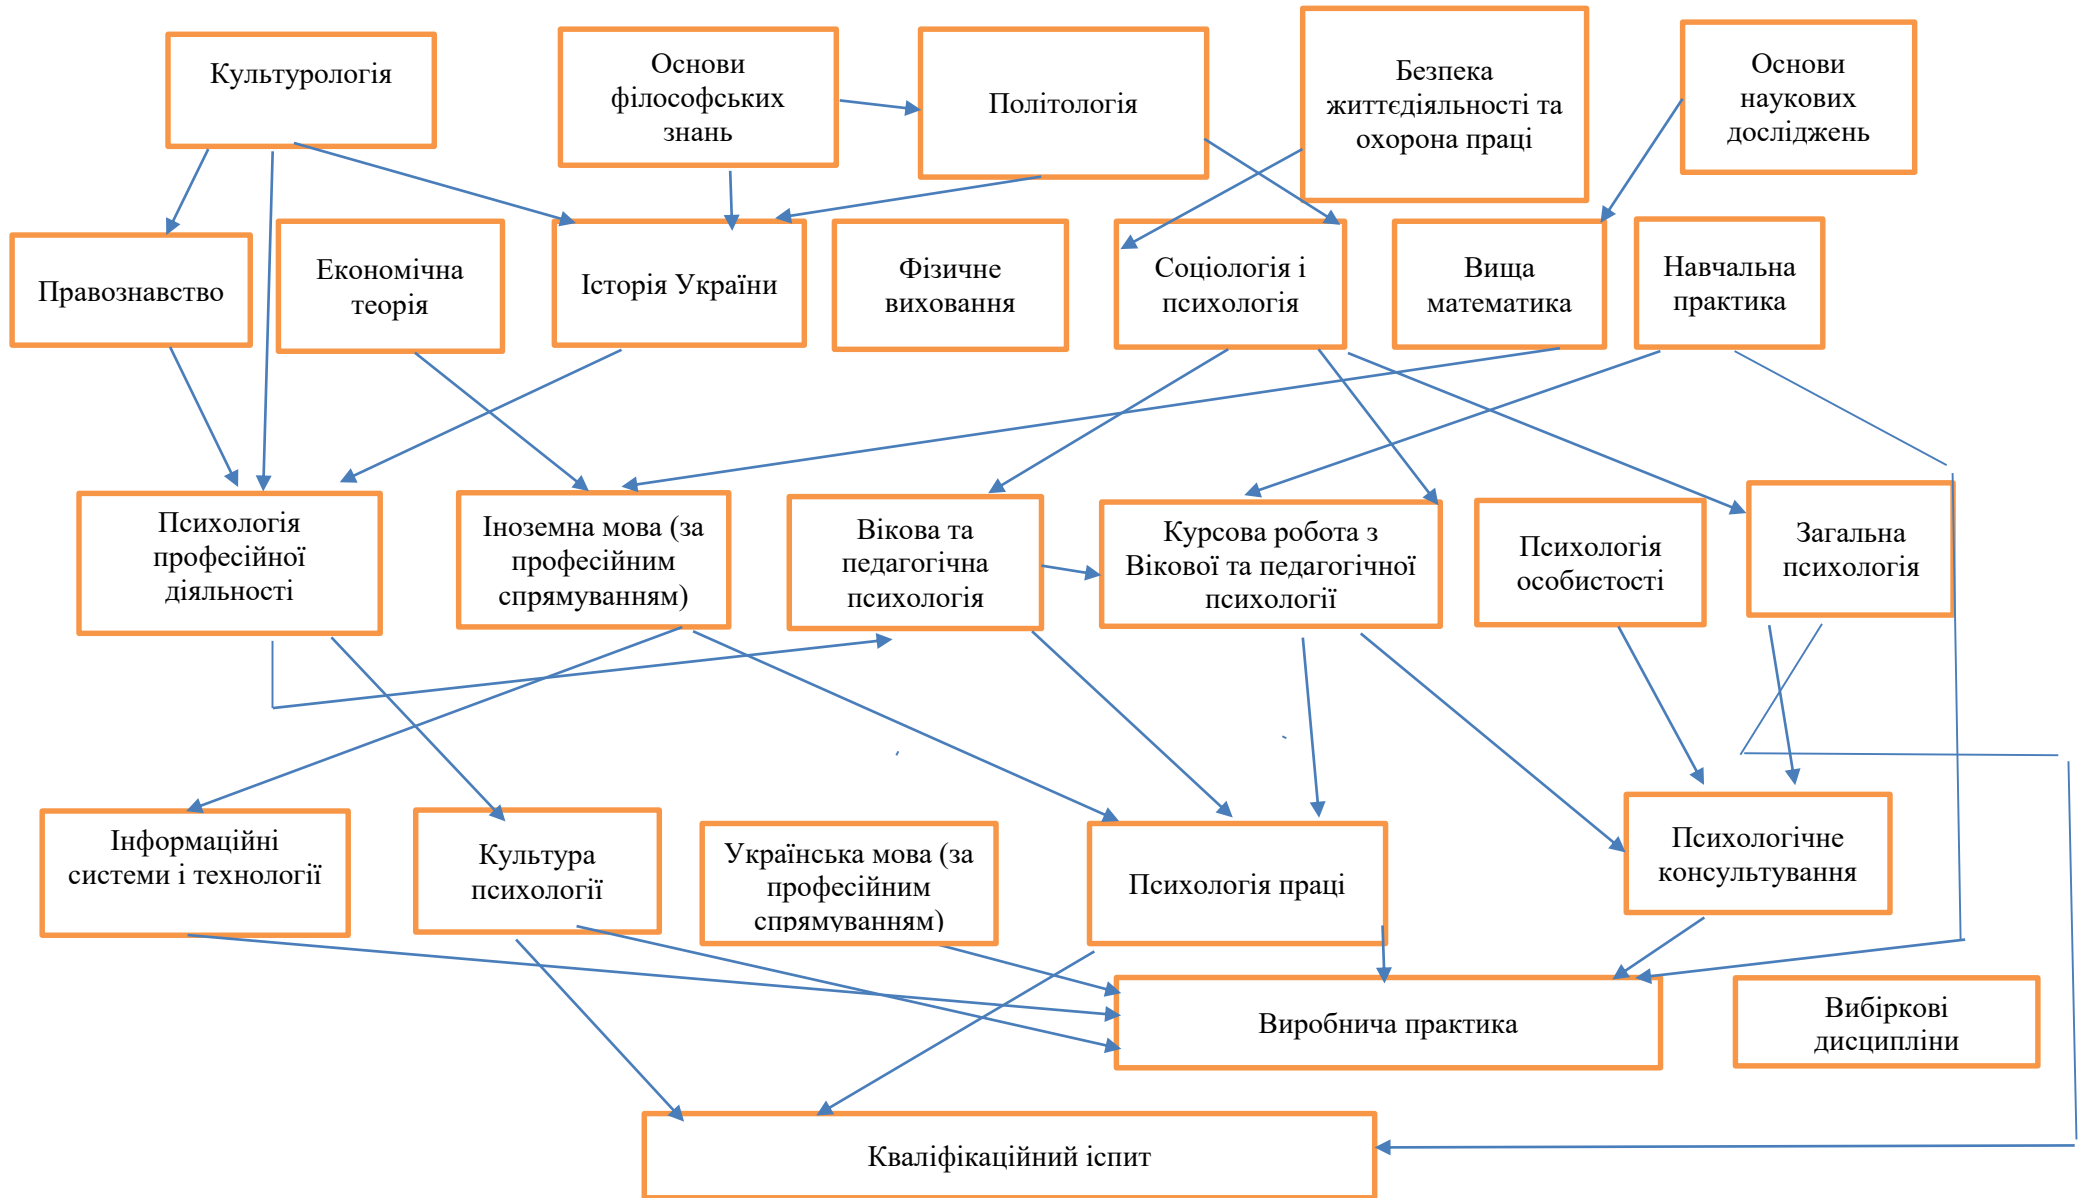 Культурологія
Основи
філософських
знань
Політологія
Безпека
життєдіяльності та
охорона праці
Основи
наукових
досліджень
Правознавство
Економічна
теорія
Історія України
Фізичне
виховання
Соціологія і
психологія
Вища
математика
Навчальна
практика
Психологія
професійної
діяльності
Іноземна мова (за
професійним
спрямуванням)
Вікова та
педагогічна
психологія
Курсова робота з
Вікової та педагогічної
психології
Психологія
особистості
Загальна
психологія
Інформаційні
системи і технології
Культура
психології
Українська мова (за
професійним
спрямуванням)
Психологія праці
Психологічне
консультування
Виробнича практика
Вибіркові
дисципліни
Кваліфікаційний іспит